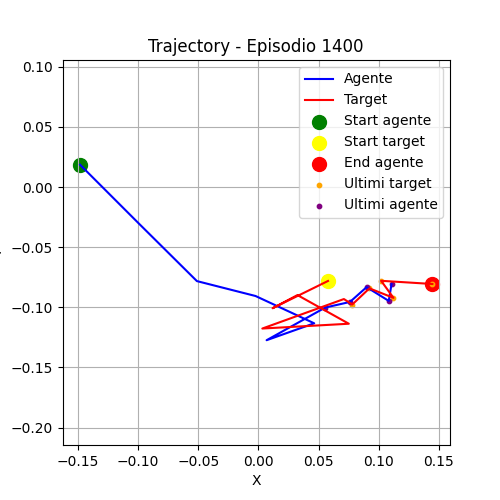 Trajectory - Episodio 1400
Agente
Target
Start agente
Start target
End agente
Ultimi target
Ultimi agente
0.10
0.05
0.00
−0.05
−0.10
−0.15
−0.20
−0.15
−0.10
−0.05
0.00
0.05
0.10
0.15
X